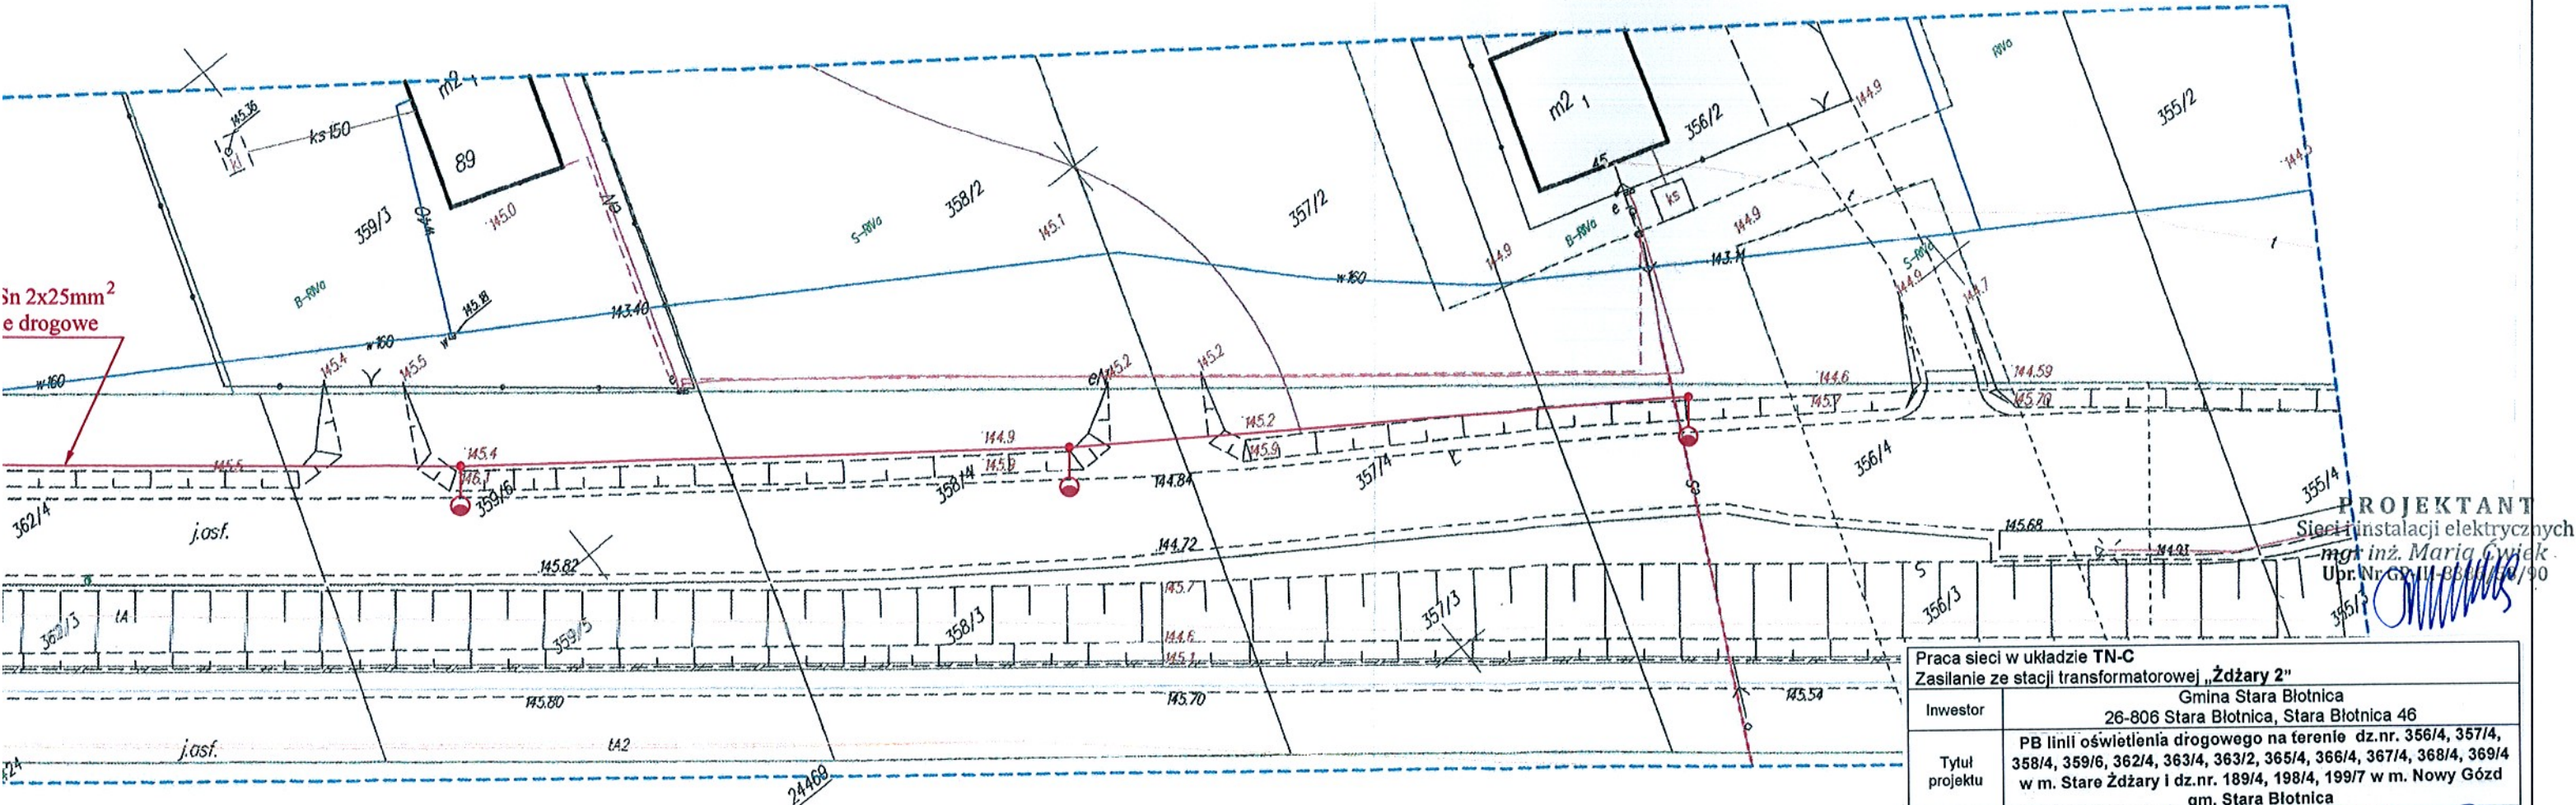 145.36
ks150
m2 1
89
359/3
w40
145.0
B-RIVa
145.18
w160
w160
143.40
358/2
S-RIVa
145.1
357/2
w160
m2 1
45
356/2
ks
e
B-RIVa
144.9
144.9
144.9
143.71
S-RIVa
144.9
144.7
RIVa
355/2
Sn 2x25mm²
e drogowe
145.4
145.5
145.2
145.2
144.6
144.59
145.7
145.70
145.4
144.9
145.2
145.9
145.9
359/6
358/4
144.84
357/4
356/4
355/4
362/4
j.asf.
145.82
144.72
145.68
362/3
tA
359/5
358/3
145.7
144.6
145.1
357/3
356/3
355/3
145.80
145.70
145.54
j.asf.
tA2
24469
PROJEKTANT
Sieci i instalacji elektrycznych
mgr inż. Maria Ćwiek
Praca sieci w układzie TN-C
Zasilanie ze stacji transformatorowej „Żdżary 2”
Inwestor
Gmina Stara Błotnica
26-806 Stara Błotnica, Stara Błotnica 46
Tytuł
projektu
PB linii oświetlenia drogowego na terenie dz.nr. 356/4, 357/4,
358/4, 359/6, 362/4, 363/4, 363/2, 365/4, 366/4, 367/4, 368/4, 369/4
w m. Stare Żdżary i dz.nr. 189/4, 198/4, 199/7 w m. Nowy Gózd
gm. Stara Błotnica